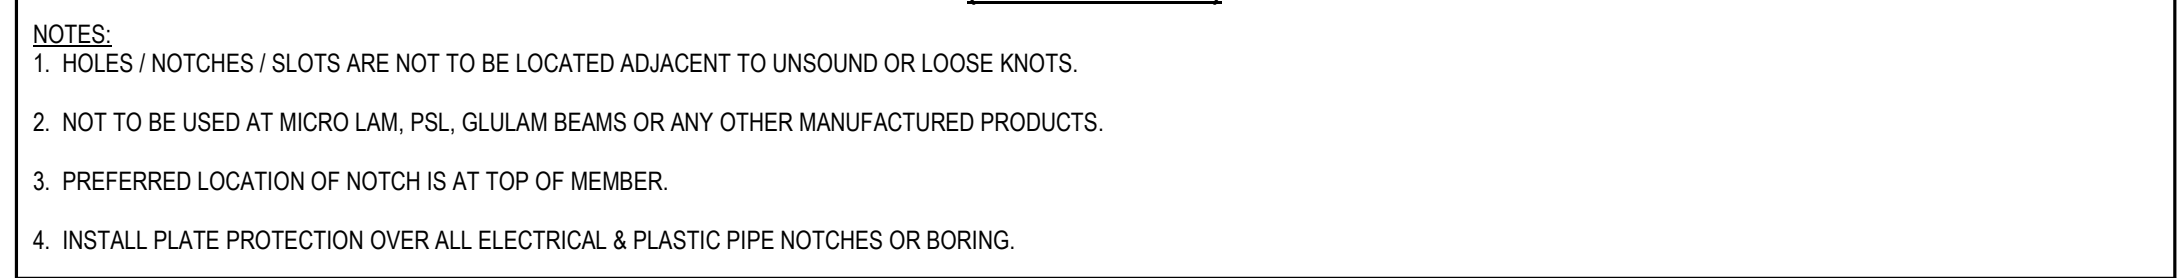 NOTES:
1. HOLES / NOTCHES / SLOTS ARE NOT TO BE LOCATED ADJACENT TO UNSOUND OR LOOSE KNOTS.
2. NOT TO BE USED AT MICRO LAM, PSL, GLULAM BEAMS OR ANY OTHER MANUFACTURED PRODUCTS.
3. PREFERRED LOCATION OF NOTCH IS AT TOP OF MEMBER.
4. INSTALL PLATE PROTECTION OVER ALL ELECTRICAL & PLASTIC PIPE NOTCHES OR BORING.